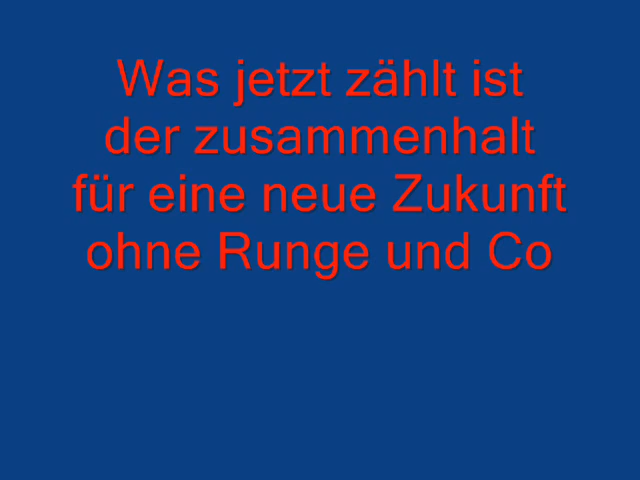 Was jetzt zählt ist
der zusammenhalt
für eine neue Zukunft
ohne Runge und Co